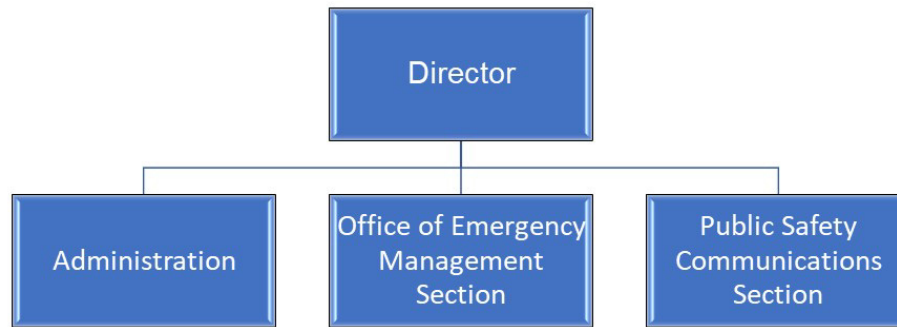 Director
Administration
Office of Emergency
Management
Section
Public Safety
Communications
Section